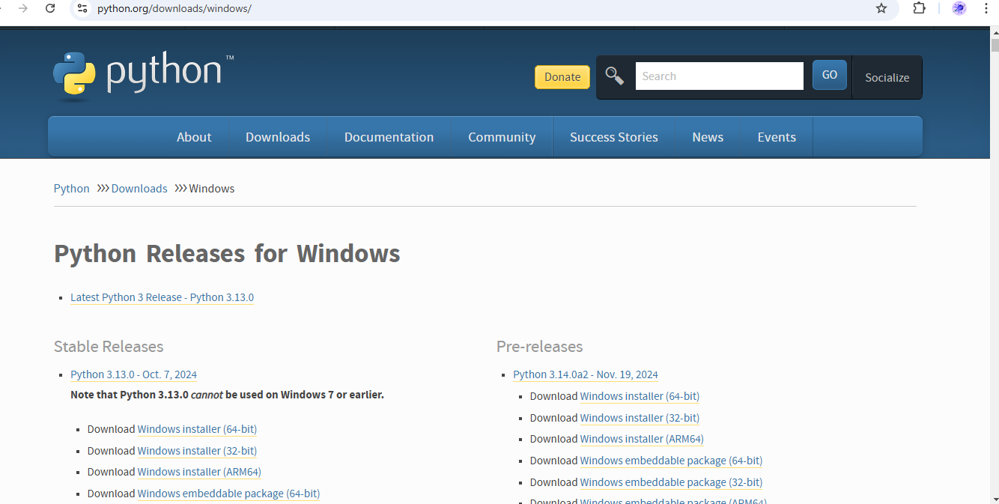 python.org/downloads/windows/
python™
Donate
Search
GO
Socialize
About Downloads Documentation Community Success Stories News Events
Python >>> Downloads >>> Windows
Python Releases for Windows
Latest Python 3 Release - Python 3.13.0
Stable Releases
Python 3.13.0 - Oct. 7, 2024
Note that Python 3.13.0 cannot be used on Windows 7 or earlier.
Download Windows installer (64-bit)
Download Windows installer (32-bit)
Download Windows installer (ARM64)
Download Windows embeddable package (64-bit)
Pre-releases
Python 3.14.0a2 - Nov. 19, 2024
Download Windows installer (64-bit)
Download Windows installer (32-bit)
Download Windows installer (ARM64)
Download Windows embeddable package (64-bit)
Download Windows embeddable package (32-bit)
Download Windows embeddable package (ARM64)